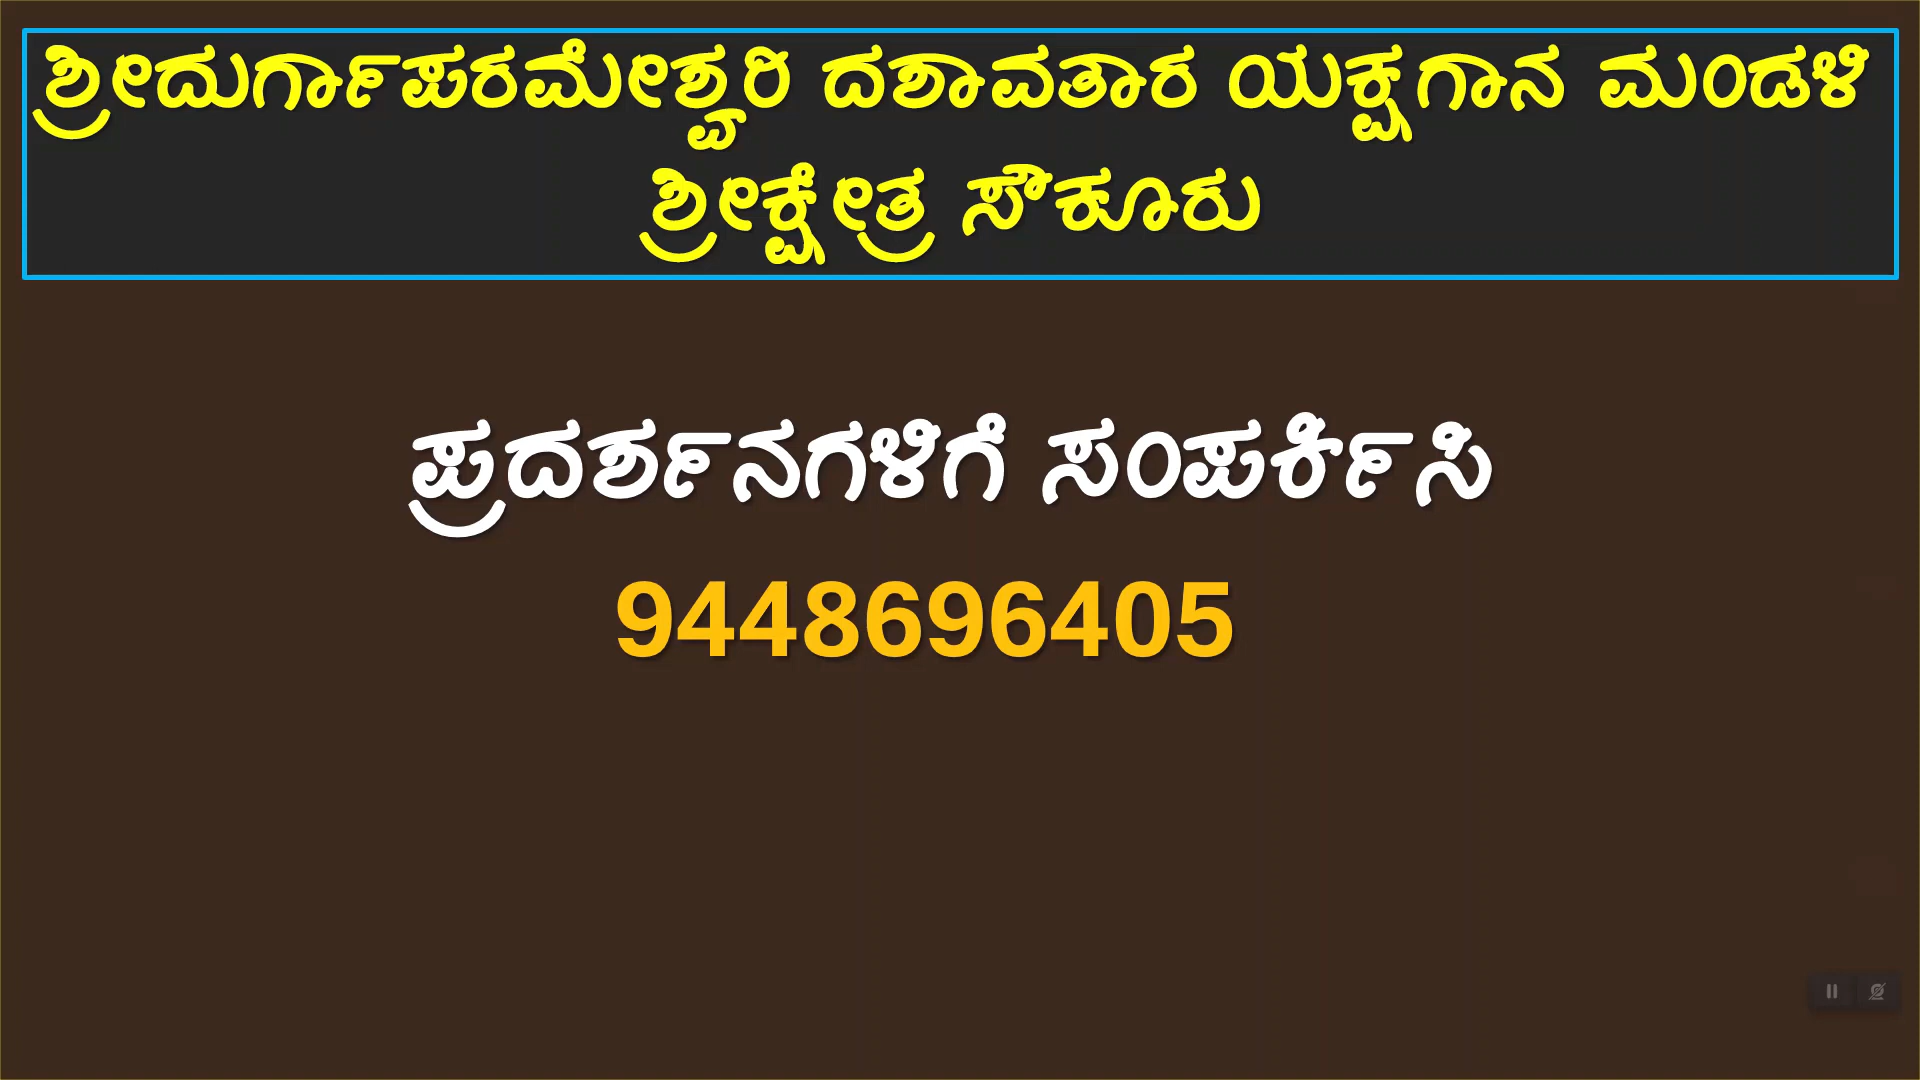 ಶ್ರೀದುರ್ಗಾಪರಮೇಶ್ವರಿ ದಶಾವತಾರ ಯಕ್ಷಗಾನ ಮಂಡಳಿ
ಶ್ರೀಕ್ಷೇತ್ರ ಸೌಕೂರು
ಪ್ರದರ್ಶನಗಳಿಗೆ ಸಂಪರ್ಕಿಸಿ
9448696405